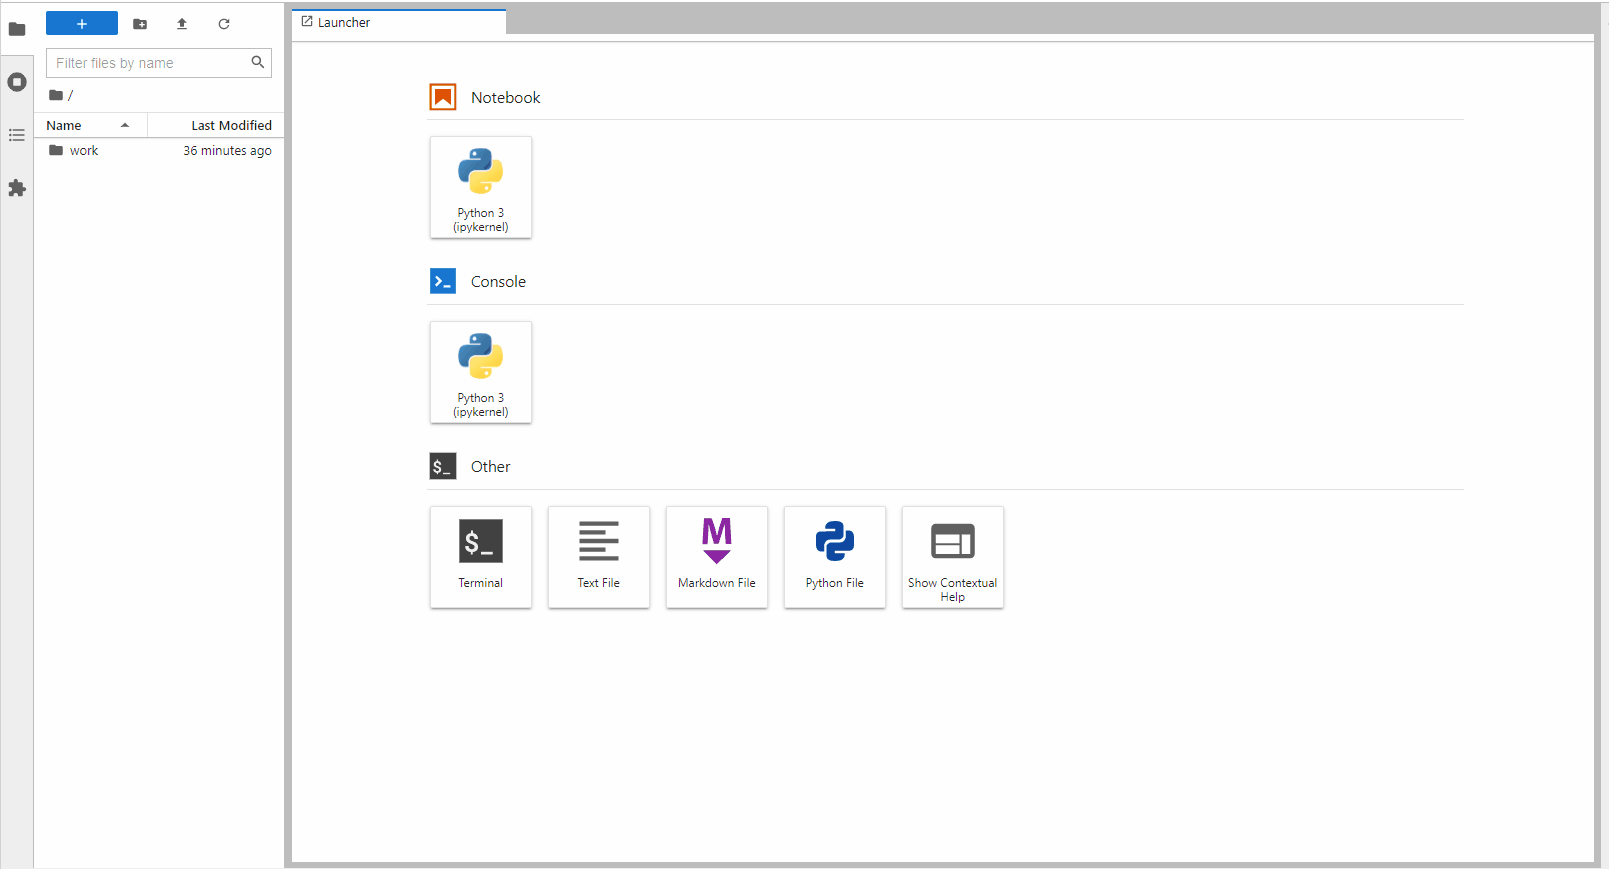 Launcher
Filter files by name
/
Name
Last Modified
work
36 minutes ago
Notebook
Python 3
(ipykernel)
Console
Python 3
(ipykernel)
$_ Other
$_
Terminal
Text File
M
Markdown File
Python File
Show Contextual
Help